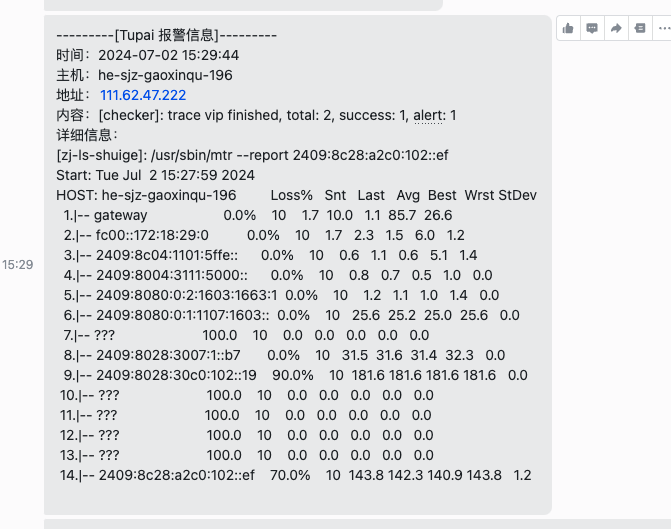 ---------[Tupai 报警信息]---------
时间：2024-07-02 15:29:44
主机：he-sjz-gaoxinqu-196
地址： 111.62.47.222
内容：[checker]: trace vip finished, total: 2, success: 1, alert: 1
详细信息：
[zj-ls-shuige]: /usr/sbin/mtr --report 2409:8c28:a2c0:102::ef
Start: Tue Jul  2 15:27:59 2024
HOST: he-sjz-gaoxinqu-196 Loss% Snt Last Avg Best Wrst StDev
1.|-- gateway 0.0% 10 1.7 10.0 1.1 85.7 26.6
2.|-- fc00::172:18:29:0 0.0% 10 1.7 2.3 1.5 6.0 1.2
3.|-- 2409:8c04:1101:5ffe:: 0.0% 10 0.6 1.1 0.6 5.1 1.4
4.|-- 2409:8004:3111:5000:: 0.0% 10 0.8 0.7 0.5 1.0 0.0
15:29
5.|-- 2409:8080:0:2:1603:1663:1 0.0% 10 1.2 1.1 1.0 1.4 0.0
6.|-- 2409:8080:0:1:1107:1603:: 0.0% 10 25.6 25.2 25.0 25.6 0.0
7.|-- ??? 100.0 10 0.0 0.0 0.0 0.0 0.0
8.|-- 2409:8028:3007:1::b7 0.0% 10 31.5 31.6 31.4 32.3 0.0
9.|-- 2409:8028:30c0:102::19 90.0% 10 181.6 181.6 181.6 181.6 0.0
10.|-- ??? 100.0 10 0.0 0.0 0.0 0.0 0.0
11.|-- ??? 100.0 10 0.0 0.0 0.0 0.0 0.0
12.|-- ??? 100.0 10 0.0 0.0 0.0 0.0 0.0
13.|-- ??? 100.0 10 0.0 0.0 0.0 0.0 0.0
14.|-- 2409:8c28:a2c0:102::ef 70.0% 10 143.8 142.3 140.9 143.8 1.2